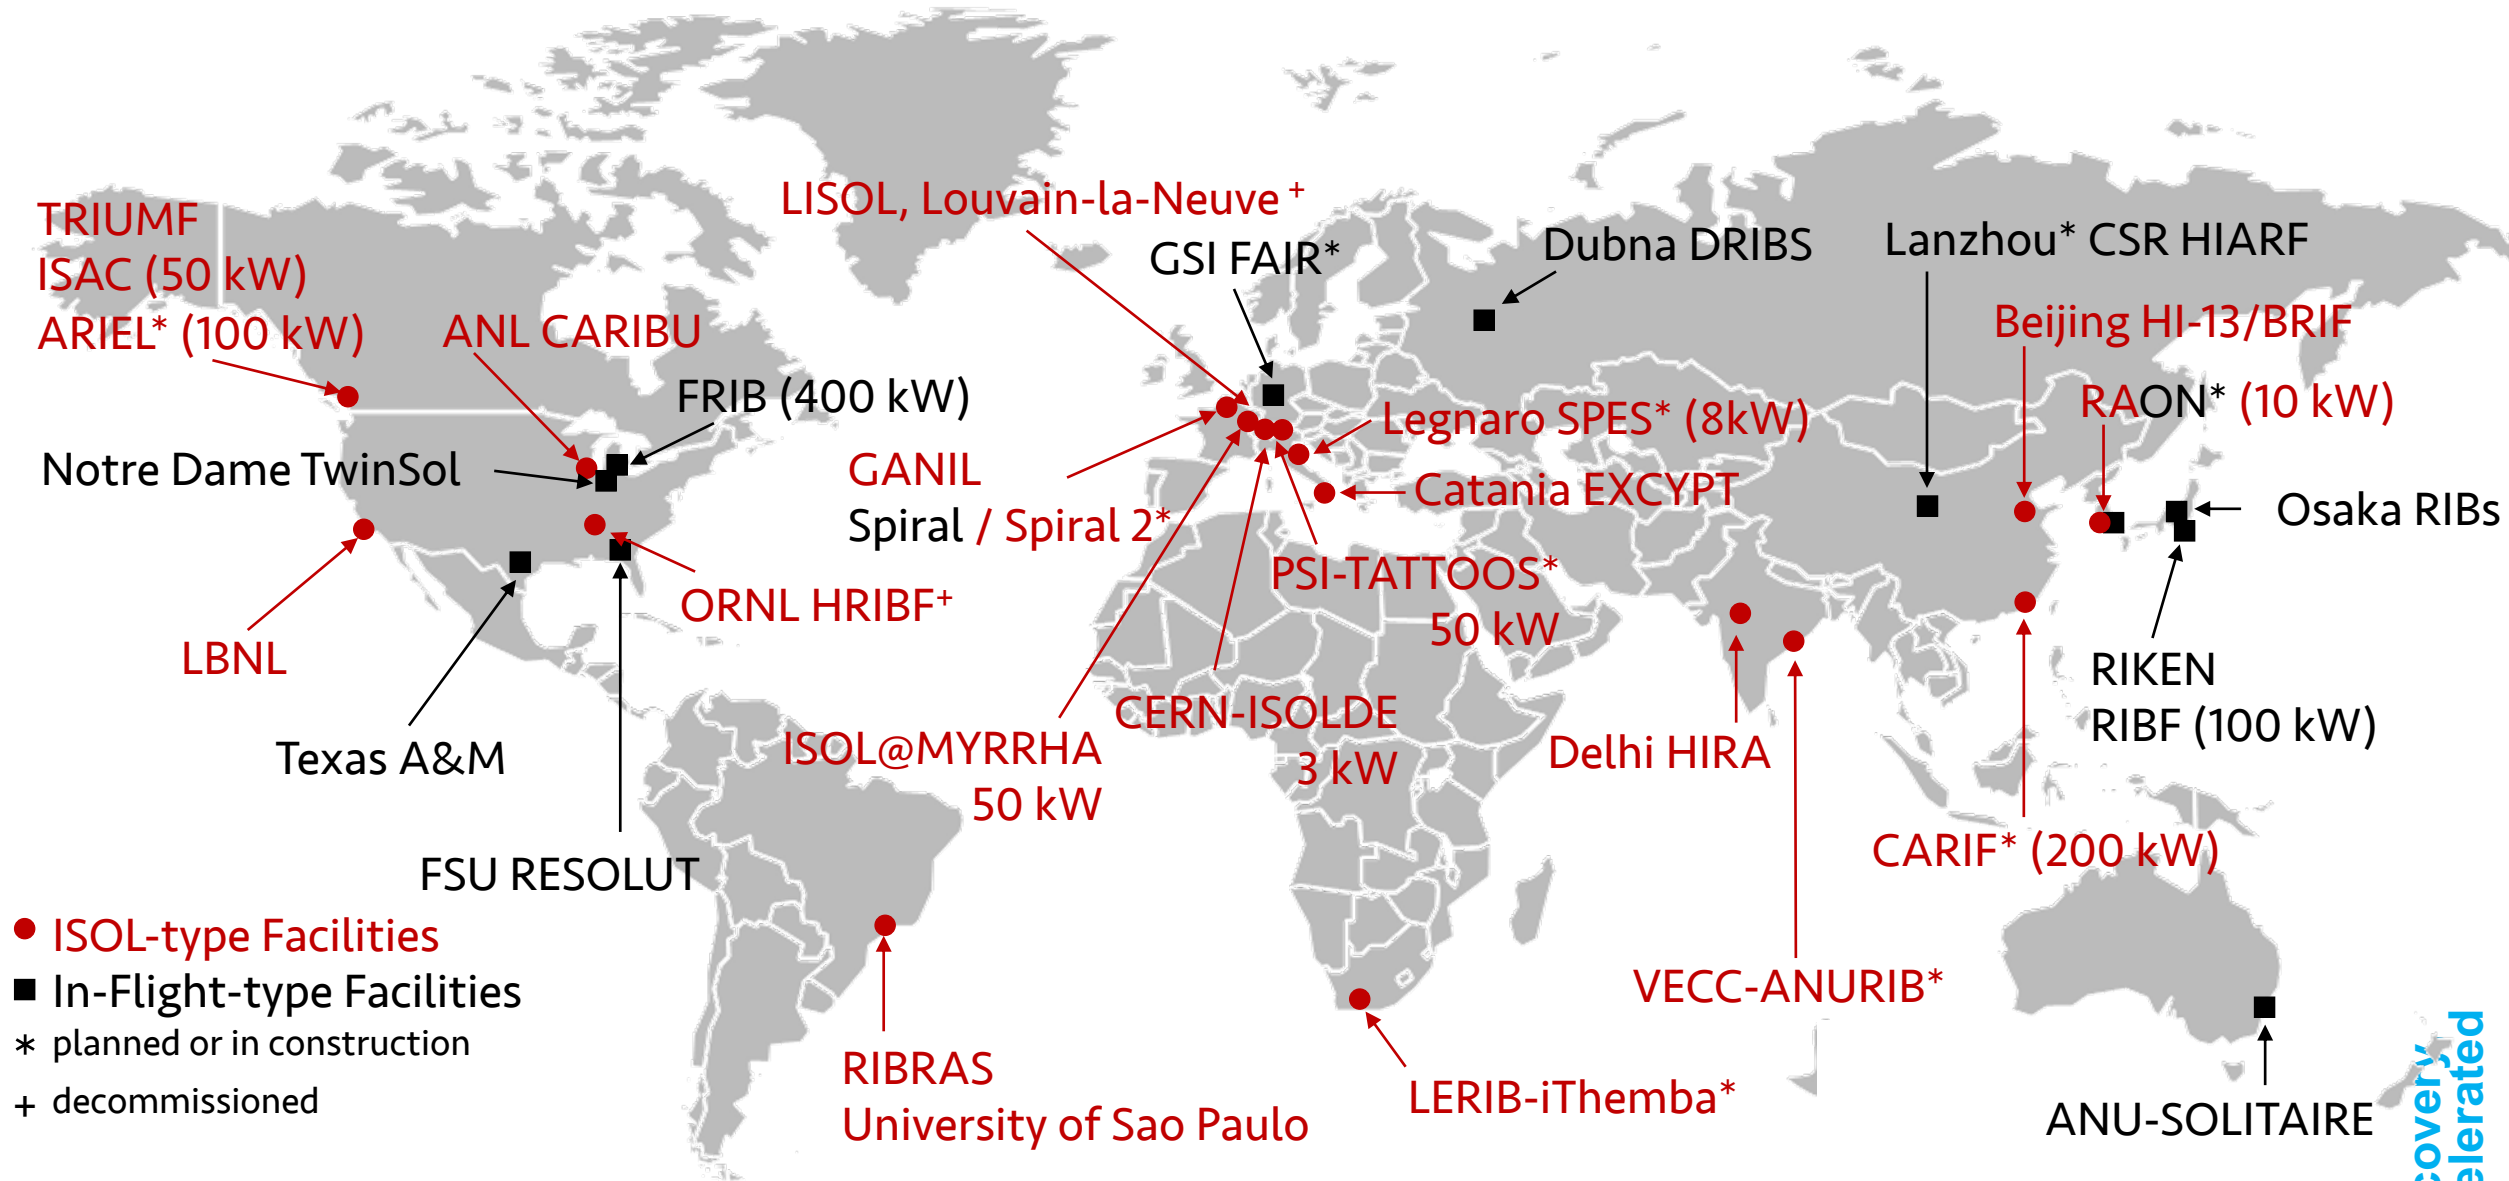 TRIUMF
ISAC (50 kW)
ARIEL* (100 kW)
ANL CARIBU
FRIB (400 kW)
Notre Dame TwinSol
LBNL
Texas A&M
FSU RESOLUT
ORNL HRIBF+
LISOL, Louvain-la-Neuve +
GSI FAIR*
Dubna DRIBS
Lanzhou* CSR HIARF
Beijing HI-13/BRIF
RAON* (10 kW)
Legnaro SPES* (8kW)
GANIL
Spiral / Spiral 2*
Catania EXCYPT
Osaka RIBs
PSI-TATTOOS*
50 kW
CERN-ISOLDE
3 kW
ISOL@MYRRHA
50 kW
Delhi HIRA
RIKEN
RIBF (100 kW)
CARIF* (200 kW)
VECC-ANURIB*
LERIB-iThemba*
RIBRAS
University of Sao Paulo
ANU-SOLITAIRE
ISOL-type Facilities
In-Flight-type Facilities
* planned or in construction
+ decommissioned
covery
elerated